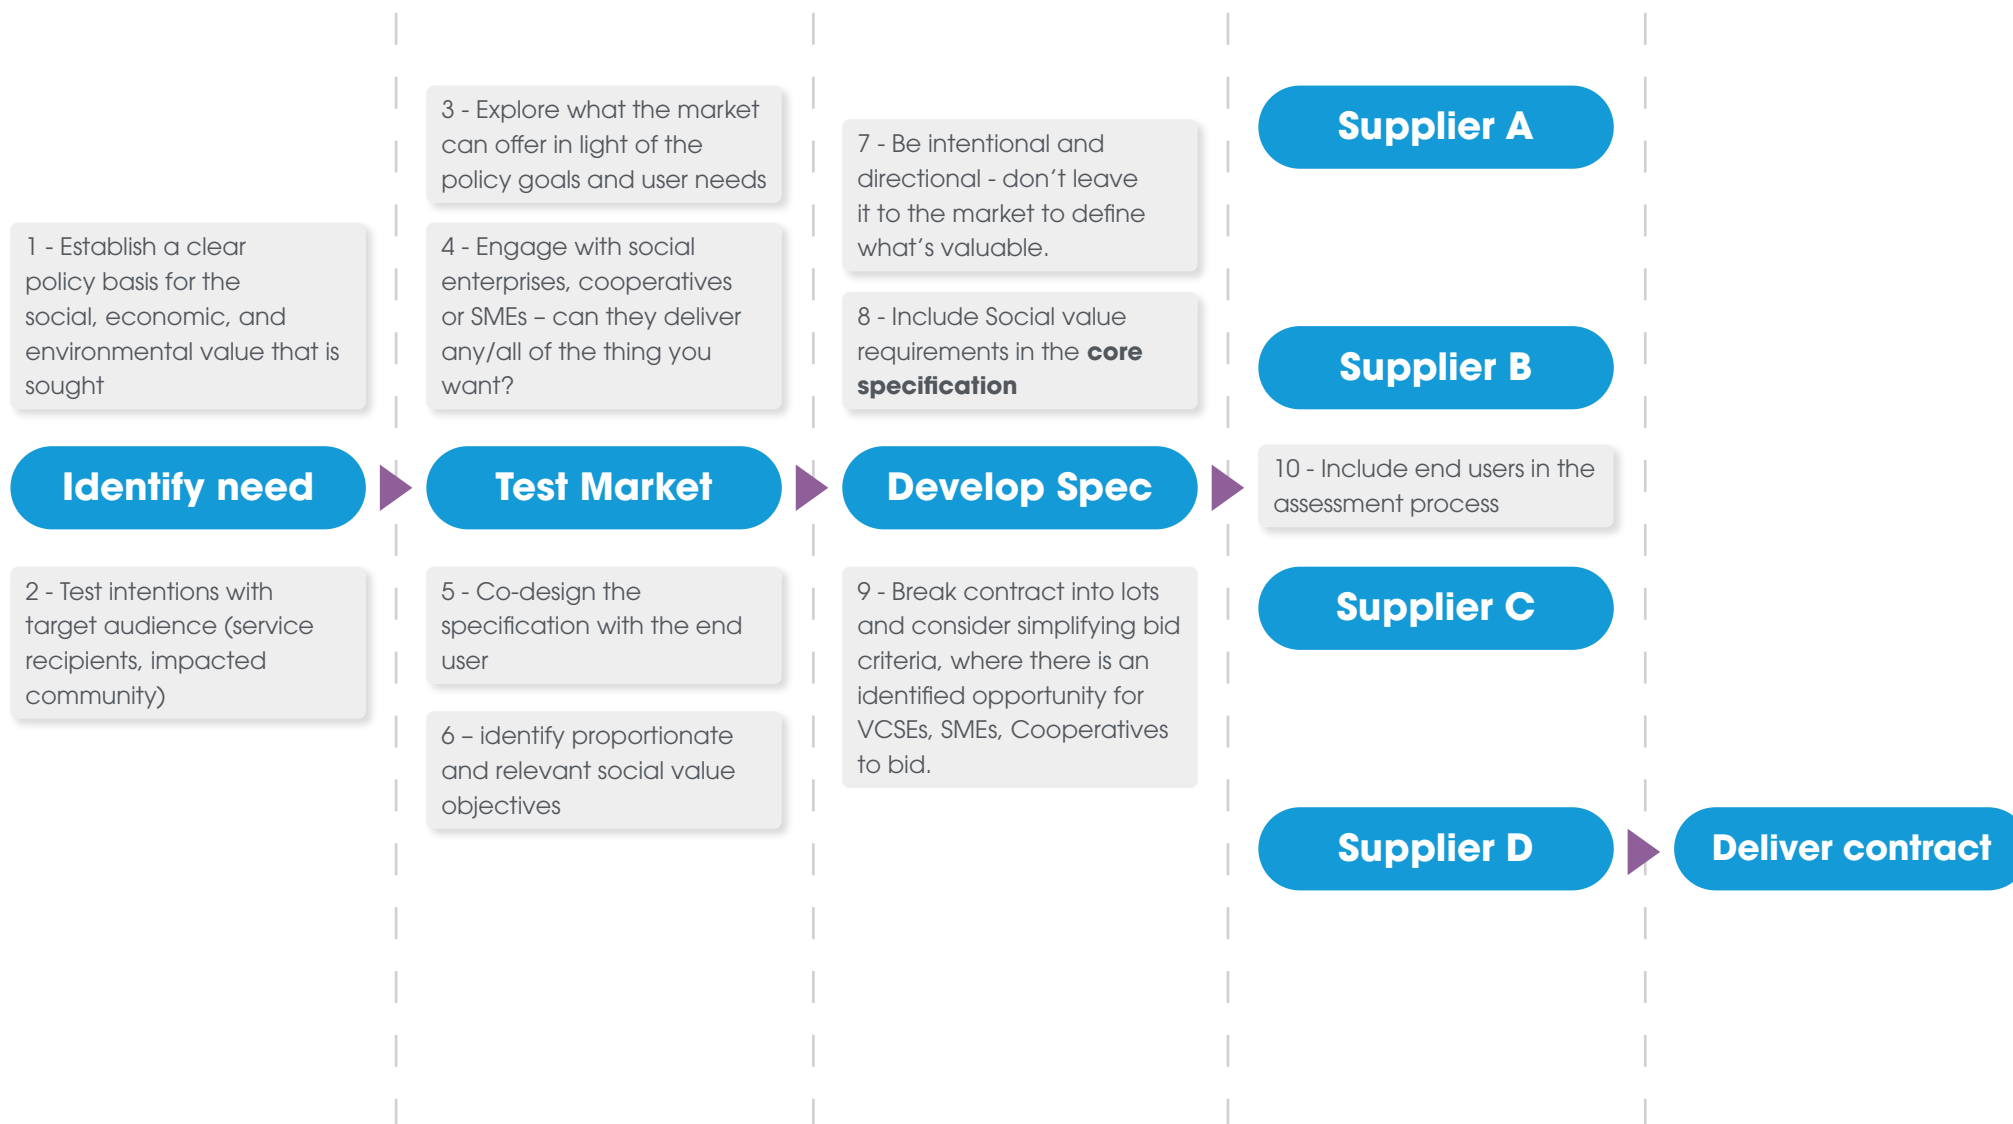 1 - Establish a clear
policy basis for the
social, economic, and
environmental value that is
sought
Identify need
2 - Test intentions with
target audience (service
recipients, impacted
community)
3 - Explore what the market
can offer in light of the
policy goals and user needs
4 - Engage with social
enterprises, cooperatives
or SMEs – can they deliver
any/all of the thing you
want?
Test Market
5 - Co-design the
specification with the end
user
6 – identify proportionate
and relevant social value
objectives
7 - Be intentional and
directional - don’t leave
it to the market to define
what’s valuable.
8 - Include Social value
requirements in the core
specification
Develop Spec
9 - Break contract into lots
and consider simplifying bid
criteria, where there is an
identified opportunity for
VCSEs, SMEs, Cooperatives
to bid.
Supplier A
Supplier B
10 - Include end users in the
assessment process
Supplier C
Supplier D
Deliver contract